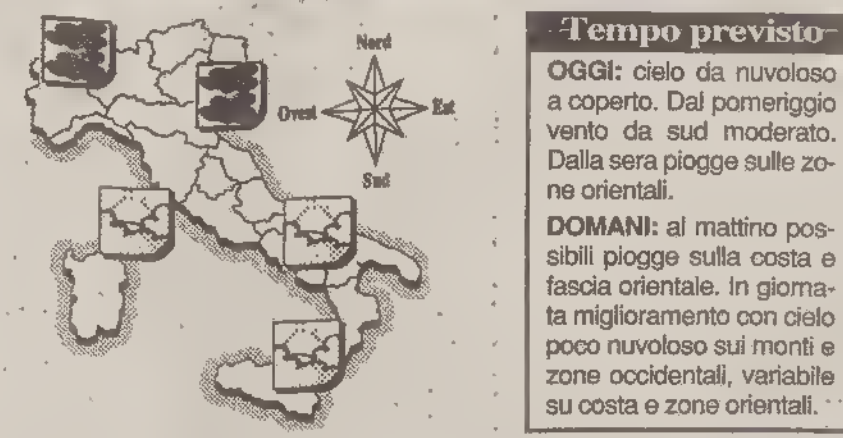 Nord
Ovest
Est
Sud
Tempo previsto
OGGI: cielo da nuvoloso
a coperto. Dal pomeriggio
vento da sud moderato.
Dalla sera piogge sulle zo-
ne orientali.
DOMANI: al mattino pos-
sibili piogge sulla costa e
fascia orientale. In giorna-
ta miglioramento con cielo
poco nuvoloso sui monti e
zone occidentali, variabile
su costa e zone orientali.